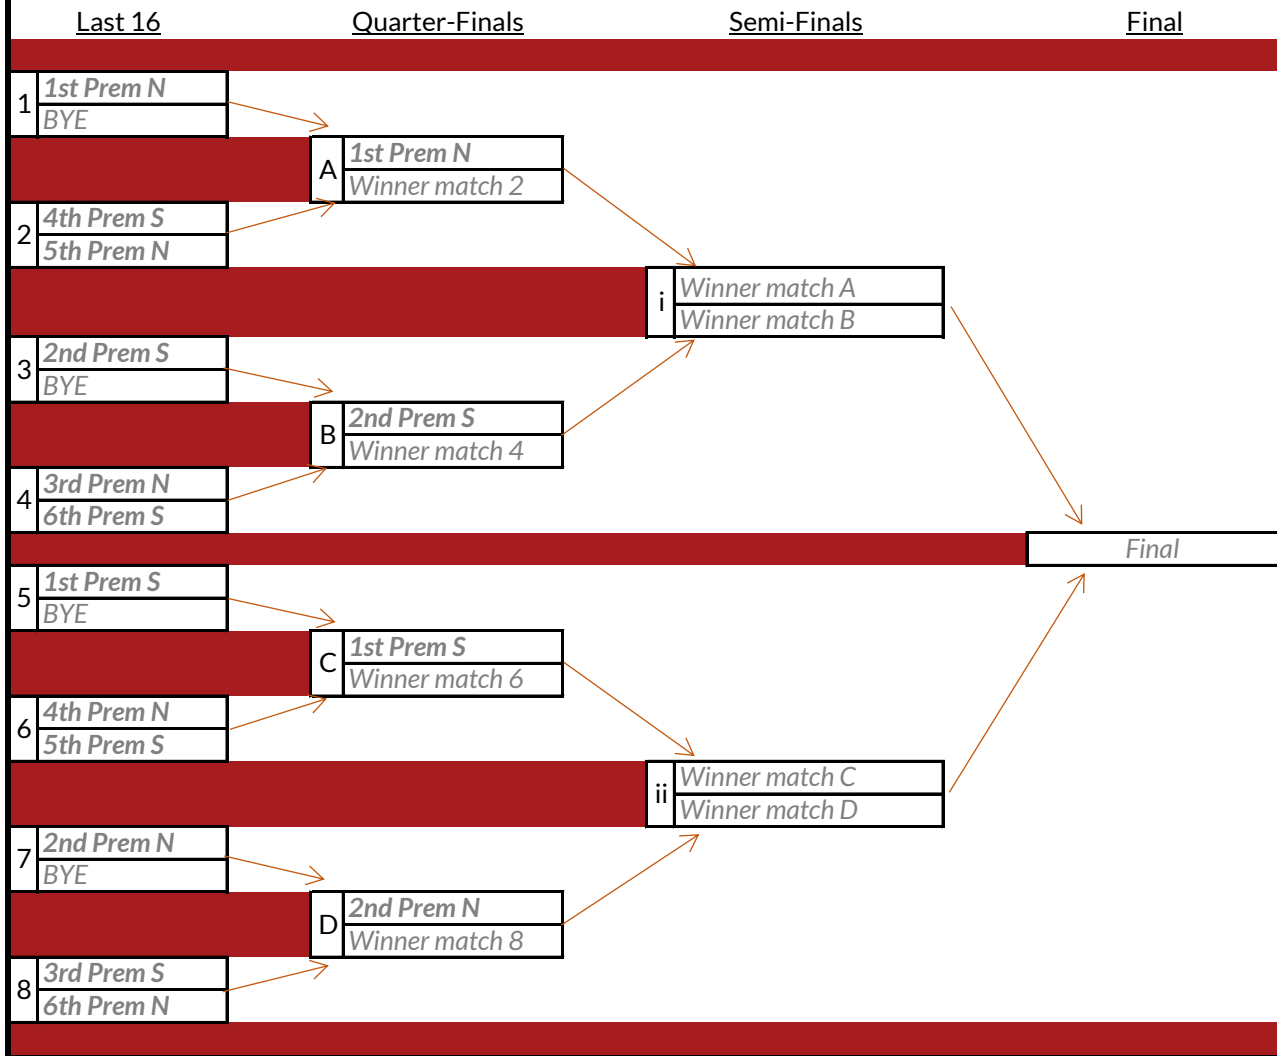 Last 16 Quarter-Finals Semi-Finals Final
1 1st Prem N
BYE
A 1st Prem N
Winner match 2
2 4th Prem S
5th Prem N
i Winner match A
Winner match B
3 2nd Prem S
BYE
B 2nd Prem S
Winner match 4
4 3rd Prem N
6th Prem S
Final
5 1st Prem S
BYE
C 1st Prem S
Winner match 6
6 4th Prem N
5th Prem S
ii Winner match C
Winner match D
7 2nd Prem N
BYE
D 2nd Prem N
Winner match 8
8 3rd Prem S
6th Prem N